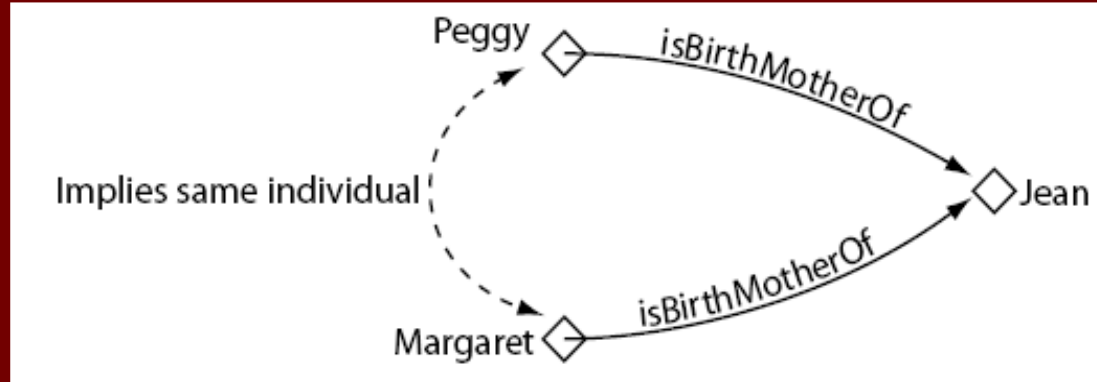 Peggy
isBirthMotherOf
Implies same individual
Jean
isBirthMotherOf
Margaret